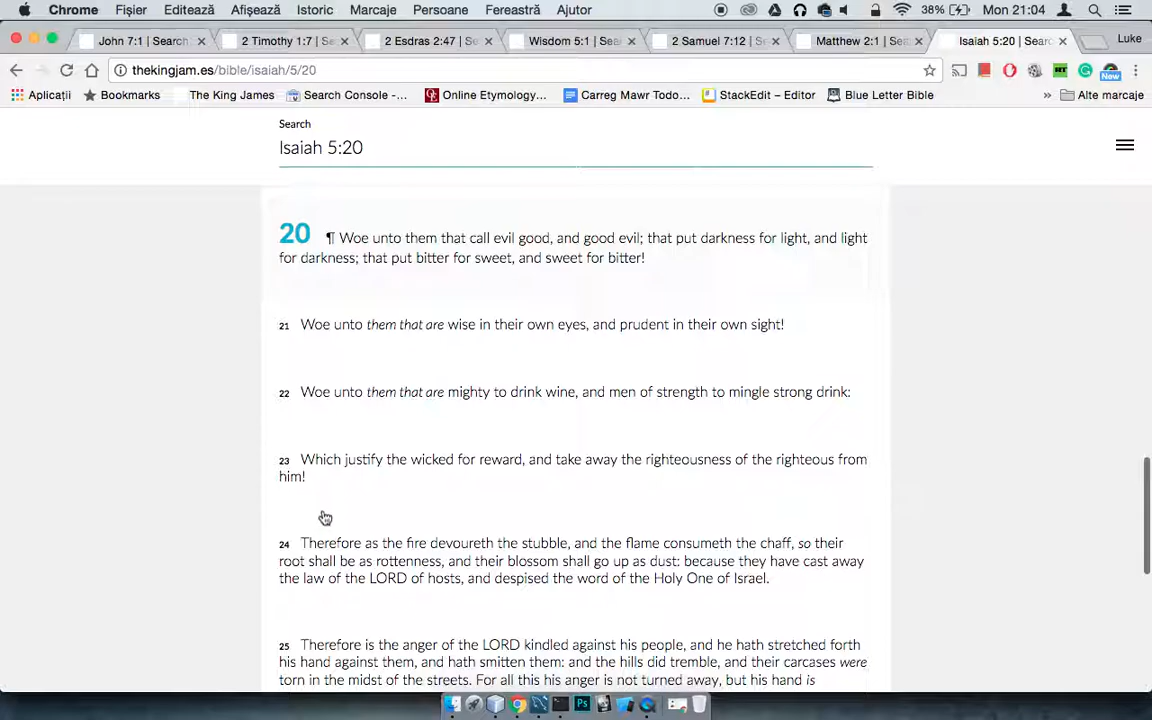 Chrome Fișier Editează Afișează Istoric Marcaje Persoane Fereastră Ajutor 38% Mon 21:04
John 7:1 | Search 2 Timothy 1:7 | Se 2 Esdras 2:47 | Su Wisdom 5:1 | Sea 2 Samuel 7:12 | Se Matthew 2:1 | Se Isaiah 5:20 | Searc Luke
thekingjam.es/bible/isaiah/5/20
New
Aplicații Bookmarks The King James Search Console -... Online Etymology... Carreg Mawr Todo... StackEdit – Editor Blue Letter Bible » Alte marcaje
Search
Isaiah 5:20
20 ¶ Woe unto them that call evil good, and good evil; that put darkness for light, and light
for darkness; that put bitter for sweet, and sweet for bitter!
21 Woe unto them that are wise in their own eyes, and prudent in their own sight!
22 Woe unto them that are mighty to drink wine, and men of strength to mingle strong drink:
23 Which justify the wicked for reward, and take away the righteousness of the righteous from
him!
24 Therefore as the fire devoureth the stubble, and the flame consumeth the chaff, so their
root shall be as rottenness, and their blossom shall go up as dust: because they have cast away
the law of the LORD of hosts, and despised the word of the Holy One of Israel.
25 Therefore is the anger of the LORD kindled against his people, and he hath stretched forth
his hand against them, and hath smitten them: and the hills did tremble, and their carcases were
torn in the midst of the streets. For all this his anger is not turned away, but his hand is
Ps